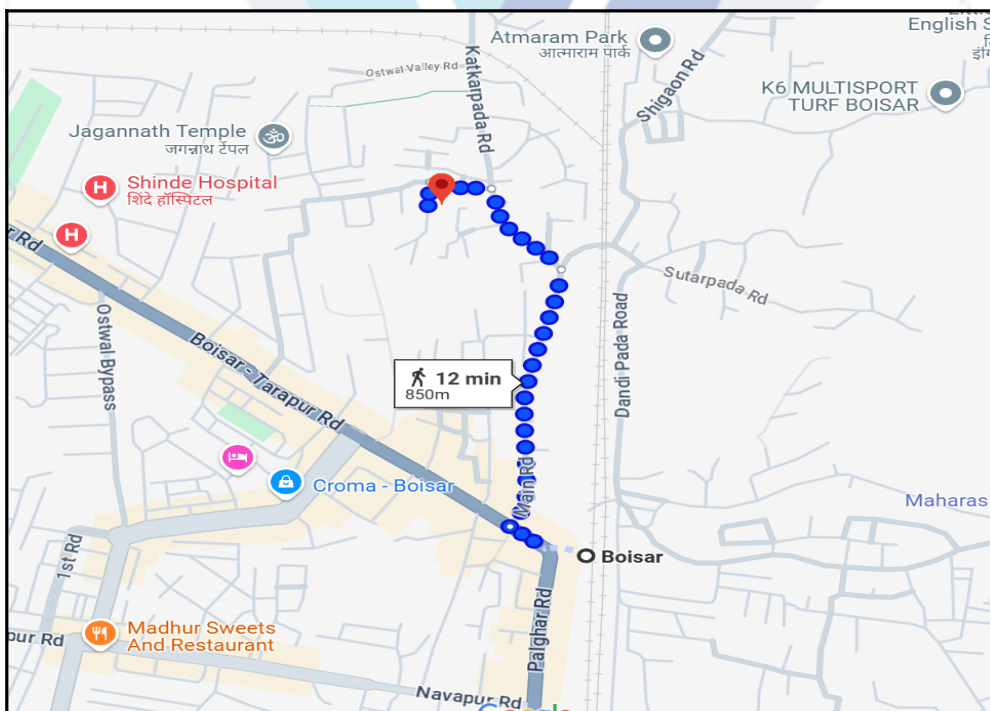 English S
Atmaram Park
आत्माराम पार्क
Katkarpada Rd
Ostwal Valley Rd
Shigaon Rd
K6 MULTISPORT
TURF BOISAR
Jagannath Temple
जगन्नाथ टेंपल
Shinde Hospital
शिंदे हॉस्पिटल
H
H
r Rd
Sutarpada Rd
Ostwal Bypass
Boisar - Tarapur Rd
Dandi Pada Road
12 min
850m
Croma - Boisar
Main Rd
Maharas
1st Rd
Boisar
Palghar Rd
Madhur Sweets
And Restaurant
pur Rd
Navapur Rd